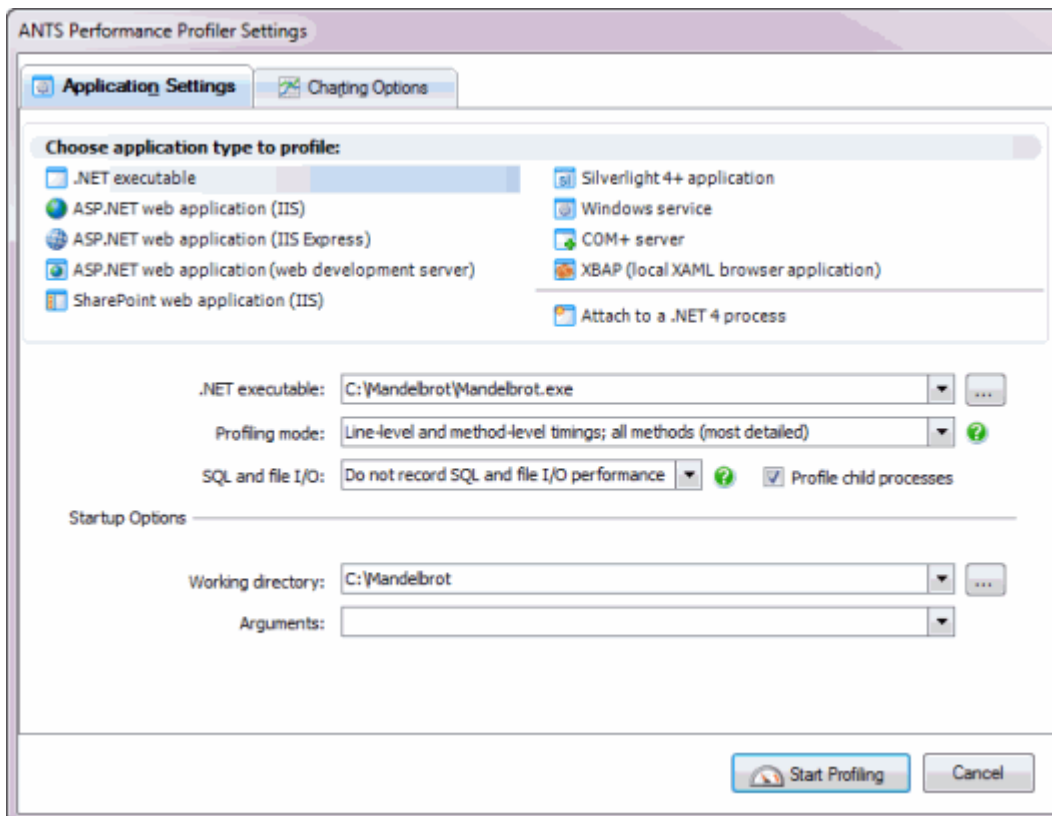 ANTS Performance Profiler Settings
Application Settings
Charting Options
Choose application type to profile:
.NET executable
ASP.NET web application (IIS)
ASP.NET web application (IIS Express)
ASP.NET web application (web development server)
SharePoint web application (IIS)
Silverlight 4+ application
Windows service
COM+ server
XBAP (local XAML browser application)
Attach to a .NET 4 process
.NET executable: C:\Mandelbrot\Mandelbrot.exe ...
Profiling mode: Line-level and method-level timings; all methods (most detailed) ?
SQL and file I/O: Do not record SQL and file I/O performance ? Profile child processes
Startup Options
Working directory: C:\Mandelbrot ...
Arguments:
Start Profiling Cancel